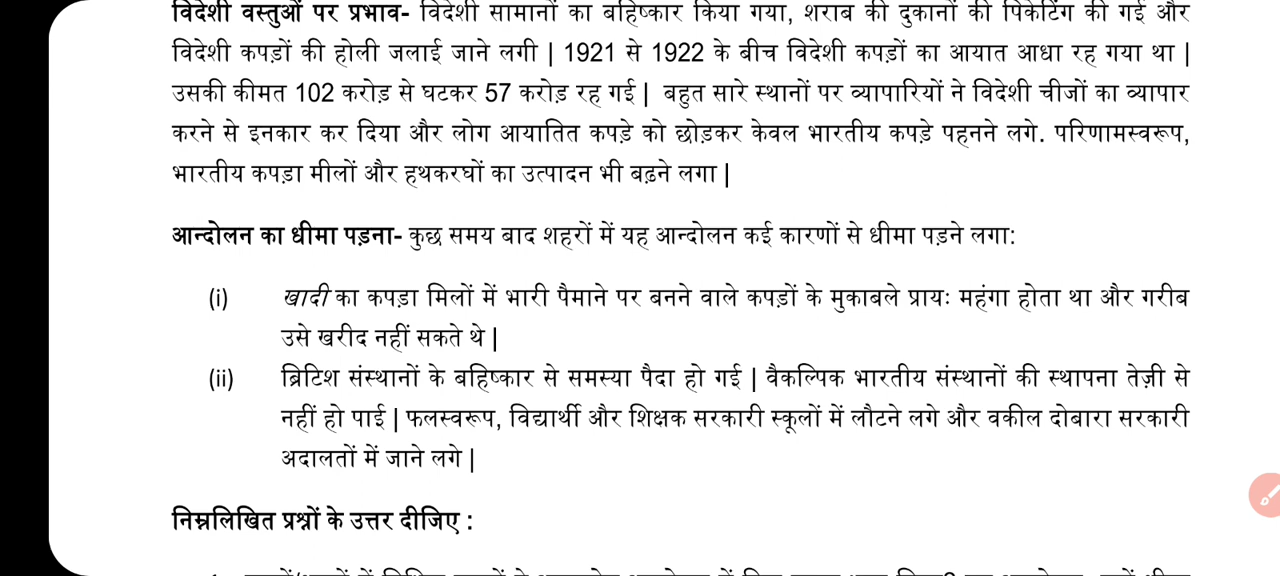 विदेशी वस्तुओं पर प्रभाव- विदेशी सामानों का बहिष्कार किया गया, शराब की दुकानों की पिकेटिंग की गई और
विदेशी कपड़ों की होली जलाई जाने लगी | 1921 से 1922 के बीच विदेशी कपड़ों का आयात आधा रह गया था |
उसकी कीमत 102 करोड़ से घटकर 57 करोड़ रह गई | बहुत सारे स्थानों पर व्यापारियों ने विदेशी चीजों का व्यापार
करने से इनकार कर दिया और लोग आयातित कपड़े को छोड़कर केवल भारतीय कपड़े पहनने लगे. परिणामस्वरूप,
भारतीय कपड़ा मीलों और हथकरघों का उत्पादन भी बढ़ने लगा |
आन्दोलन का धीमा पड़ना- कुछ समय बाद शहरों में यह आन्दोलन कई कारणों से धीमा पड़ने लगा:
(i) खादी का कपड़ा मिलों में भारी पैमाने पर बनने वाले कपड़ों के मुकाबले प्रायः महंगा होता था और गरीब
उसे खरीद नहीं सकते थे |
(ii) ब्रिटिश संस्थानों के बहिष्कार से समस्या पैदा हो गई | वैकल्पिक भारतीय संस्थानों की स्थापना तेज़ी से
नहीं हो पाई | फलस्वरूप, विद्यार्थी और शिक्षक सरकारी स्कूलों में लौटने लगे और वकील दोबारा सरकारी
अदालतों में जाने लगे |
निम्नलिखित प्रश्नों के उत्तर दीजिए :